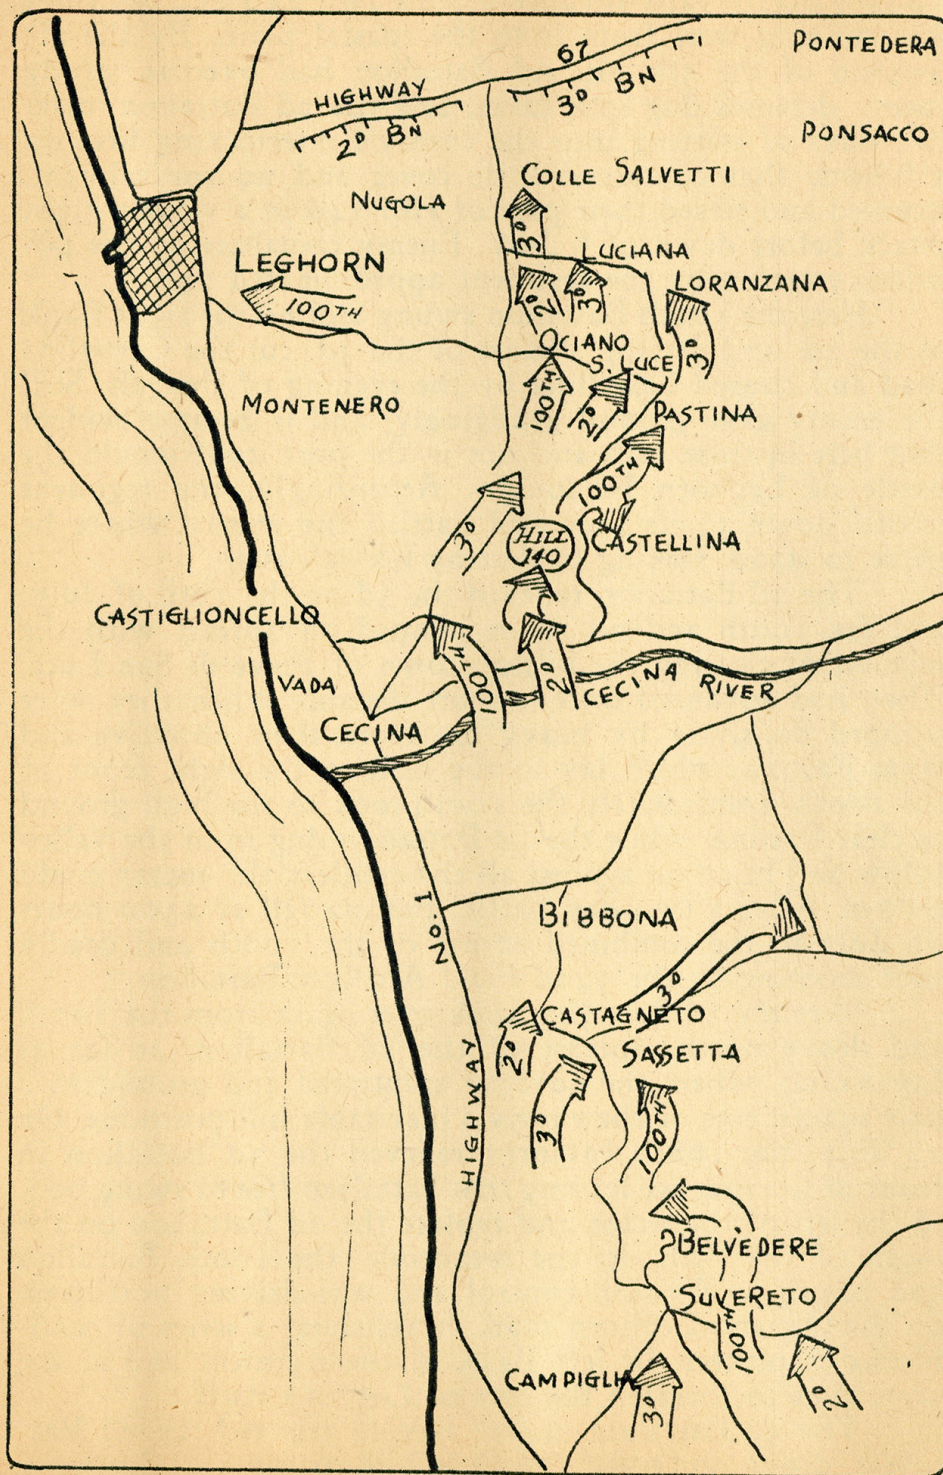 PONTEDERA
67
HIGHWAY
3D BN
2D BN
PONSACCO
COLLE SALVETTI
NUGOLA
3D
LUCIANA
LEGHORN
LORANZANA
100TH
2D
3D
OCIANO
3D
S. LUCE
MONTENERO
100TH
2D
PASTINA
100TH
3D
HILL
140
CASTELLINA
CASTIGLIONCELLO
100TH
2D
VADA
CECINA RIVER
CECINA
NO. 1
BIBBONA
3D
CASTAGNETO
2D
SASSETTA
HIGHWAY
3D
100TH
BELVEDERE
SUVERETO
100TH
CAMPIGLIA
3D
2D